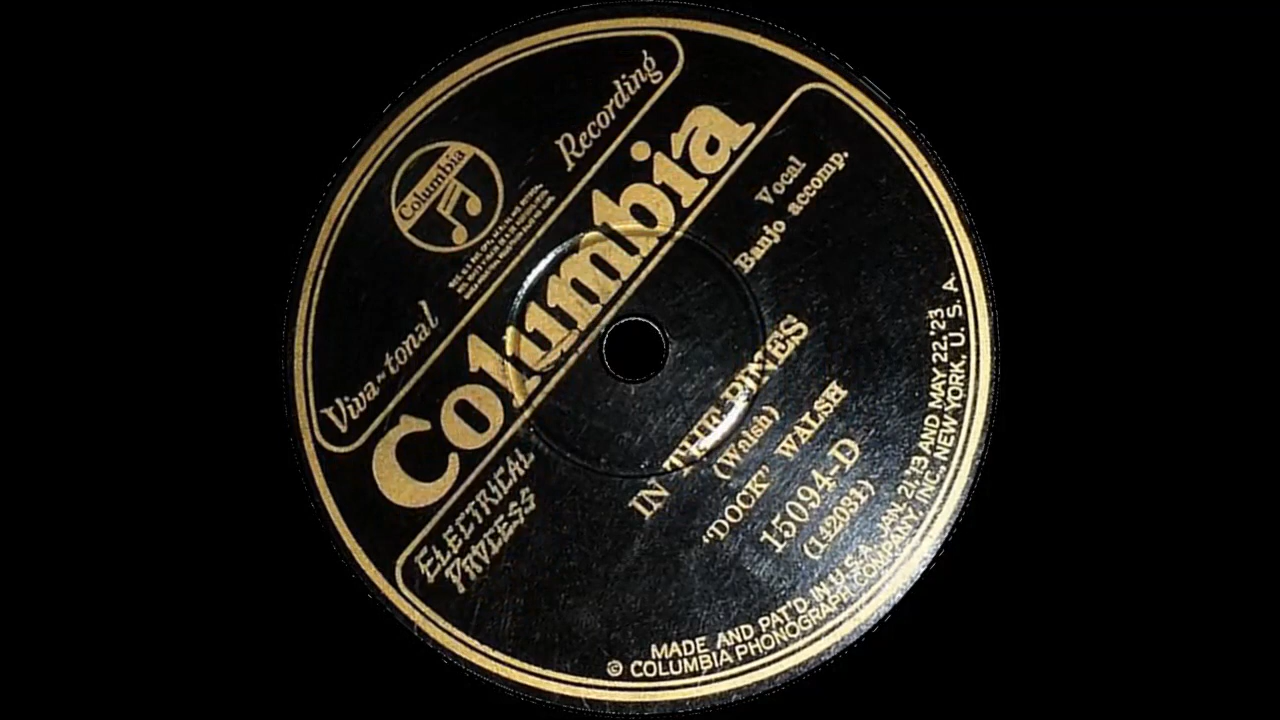 Viva-tonal Recording
Columbia
Columbia
ELECTRICAL
PROCESS
Vocal
Banjo accomp.
IN THE PINES
(Walsh)
"DOCK" WALSH
15094-D
(142031)
MADE AND PAT'D IN U.S.A. JAN. 21,'13 AND MAY 22,'23
© COLUMBIA PHONOGRAPH COMPANY, INC., NEW YORK, U.S.A.